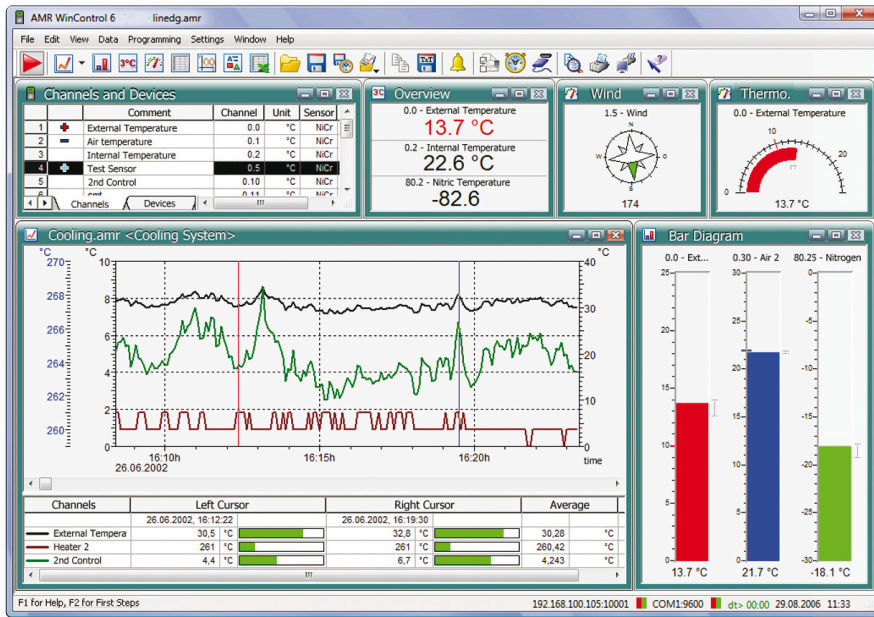 AMR WinControl 6 linedg.amr
File Edit View Data Programming Settings Window Help
3°C
TXT
Channels and Devices
Comment Channel Unit Sensor
1 External Temperature 0.0 °C NiCr
2 Air temperature 0.1 °C NiCr
3 Internal Temperature 0.2 °C NiCr
4 Test Sensor 0.5 °C NiCr
5 2nd Control 0.10 °C NiCr
Channels Devices
3C Overview
0.0 - External Temperature
13.7 °C
0.2 - Internal Temperature
22.6 °C
80.2 - Nitric Temperature
-82.6
Wind
1.5 - Wind
N
W O
S
174
Thermo.
0.0 - External Temperature
0 10 20
13.7 °C
Cooling.amr <Cooling System>
°C °C °C
270 10 40
268 8 30
266 6
264 4 20
262 2 10
260 0 0
16:10h 16:15h 16:20h time
26.06.2002
Channels Left Cursor Right Cursor Average
26.06.2002, 16:12:22 26.06.2002, 16:19:30
External Tempera 30,5 °C 32,8 °C 30,28 °C
Heater 2 261 °C 261 °C 260,42 °C
2nd Control 4,4 °C 6,7 °C 4,243 °C
Bar Diagram
0.0 - Ext... 0.30 - Air 2 80.25 - Nitrogen
25 30 0
20 25 -5
15 20 -10
10 15 -15
5 10 -20
0 5 -25
0 -30
13.7 °C 21.7 °C -18.1 °C
F1 for Help, F2 for First Steps
192.168.100.105:10001 COM1:9600 dt> 00:00 29.08.2006 11:33